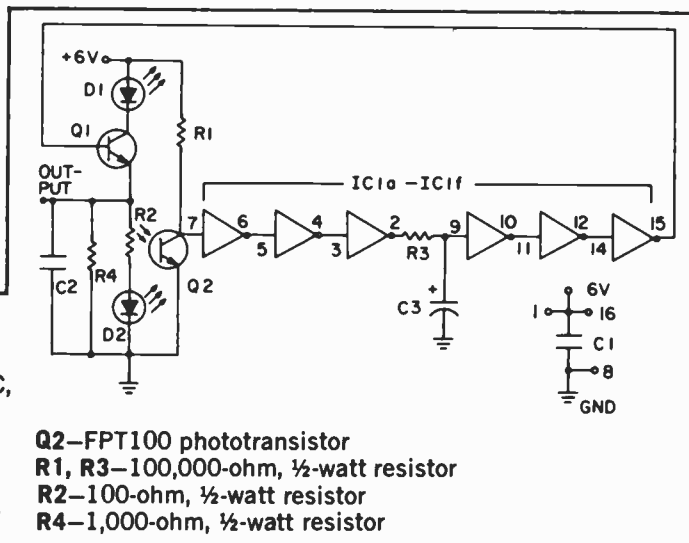 +6V
D1
Q1
R1
IC1a – IC1f
OUT-
PUT
R2
7
6
5
4
3
2
9
10
11
12
14
15
R3
C2
R4
Q2
D2
C3
+
6V
1
16
C1
8
GND
C,
Q2–FPT100 phototransistor
R1, R3–100,000-ohm, ½-watt resistor
R2–100-ohm, ½-watt resistor
R4–1,000-ohm, ½-watt resistor